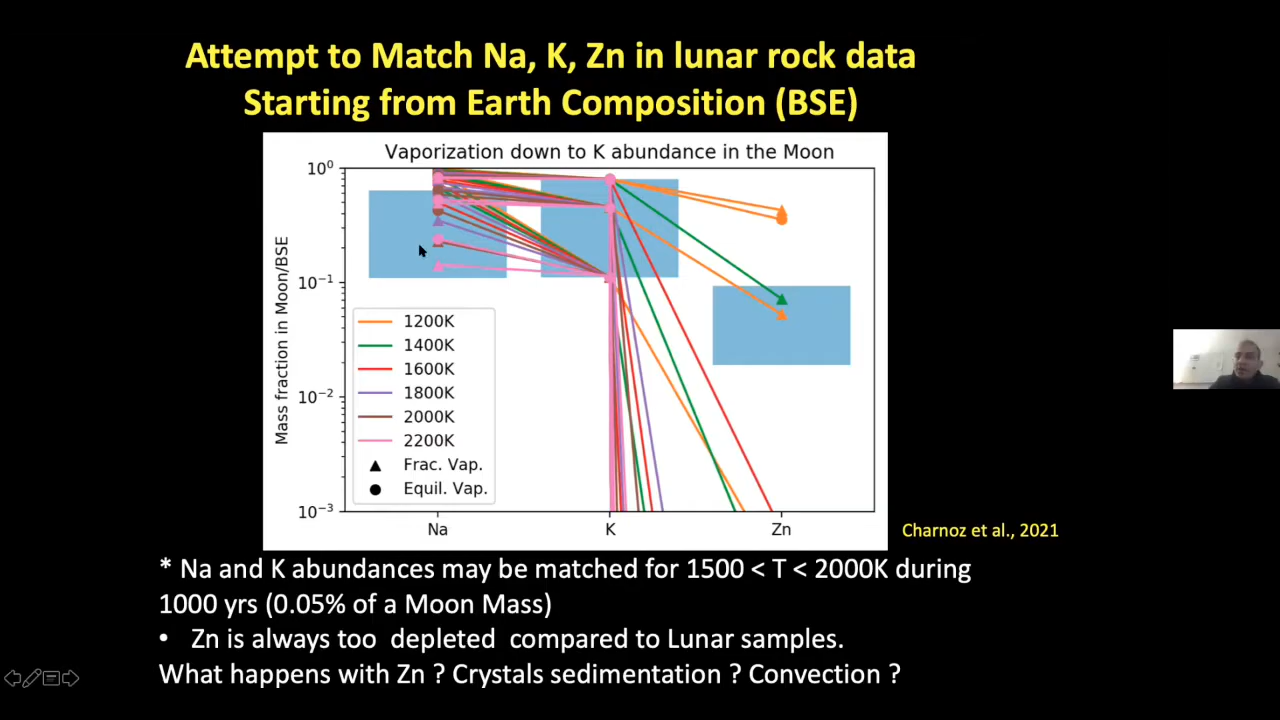 Attempt to Match Na, K, Zn in lunar rock data
Starting from Earth Composition (BSE)
Vaporization down to K abundance in the Moon
Mass fraction in Moon/BSE
10⁰
10⁻¹
10⁻²
10⁻³
1200K
1400K
1600K
1800K
2000K
2200K
Frac. Vap.
Equil. Vap.
Na
K
Zn
Charnoz et al., 2021
* Na and K abundances may be matched for 1500 < T < 2000K during
1000 yrs (0.05% of a Moon Mass)
• Zn is always too depleted compared to Lunar samples.
What happens with Zn ? Crystals sedimentation ? Convection ?